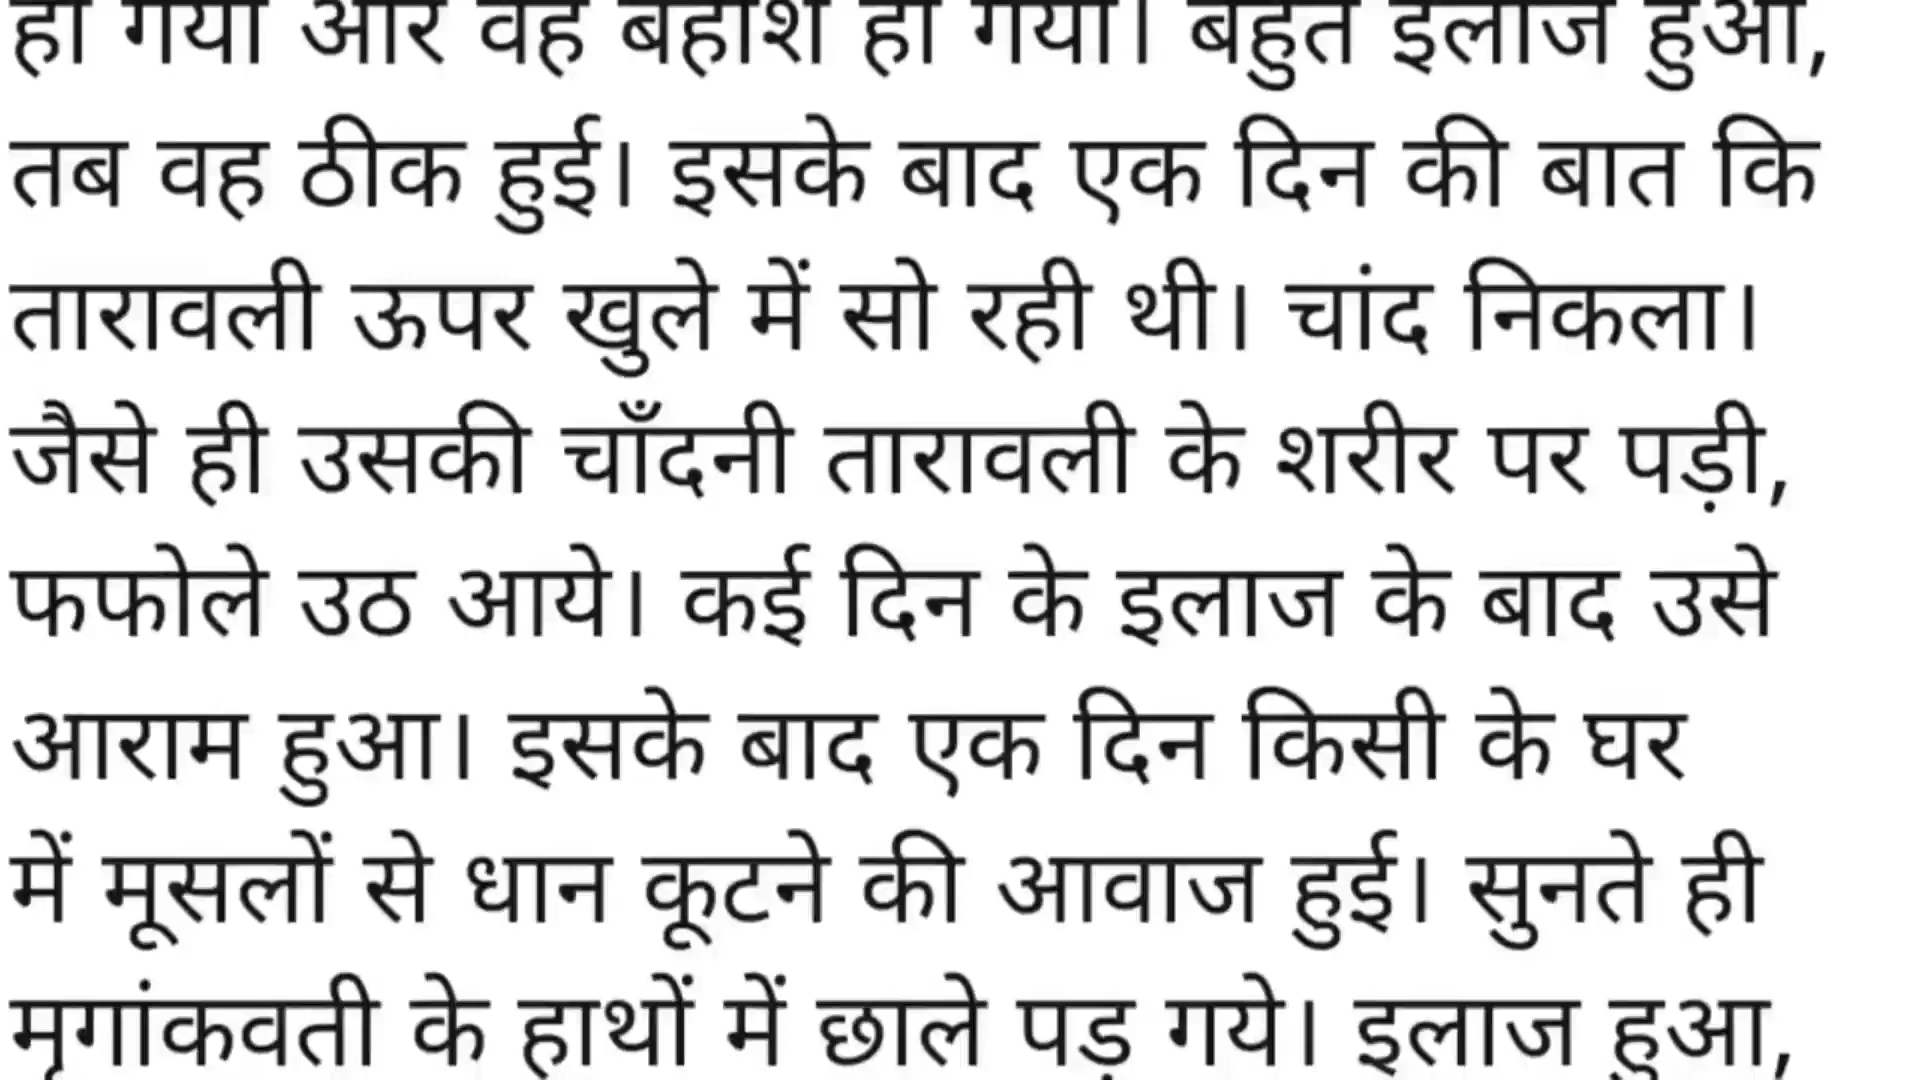 हो गया और वह बेहोश हो गयी। बहुत इलाज हुआ,
तब वह ठीक हुई। इसके बाद एक दिन की बात कि
तारावली ऊपर खुले में सो रही थी। चांद निकला।
जैसे ही उसकी चाँदनी तारावली के शरीर पर पड़ी,
फफोले उठ आये। कई दिन के इलाज के बाद उसे
आराम हुआ। इसके बाद एक दिन किसी के घर
में मूसलों से धान कूटने की आवाज हुई। सुनते ही
मृगांकवती के हाथों में छाले पड़ गये। इलाज हुआ,